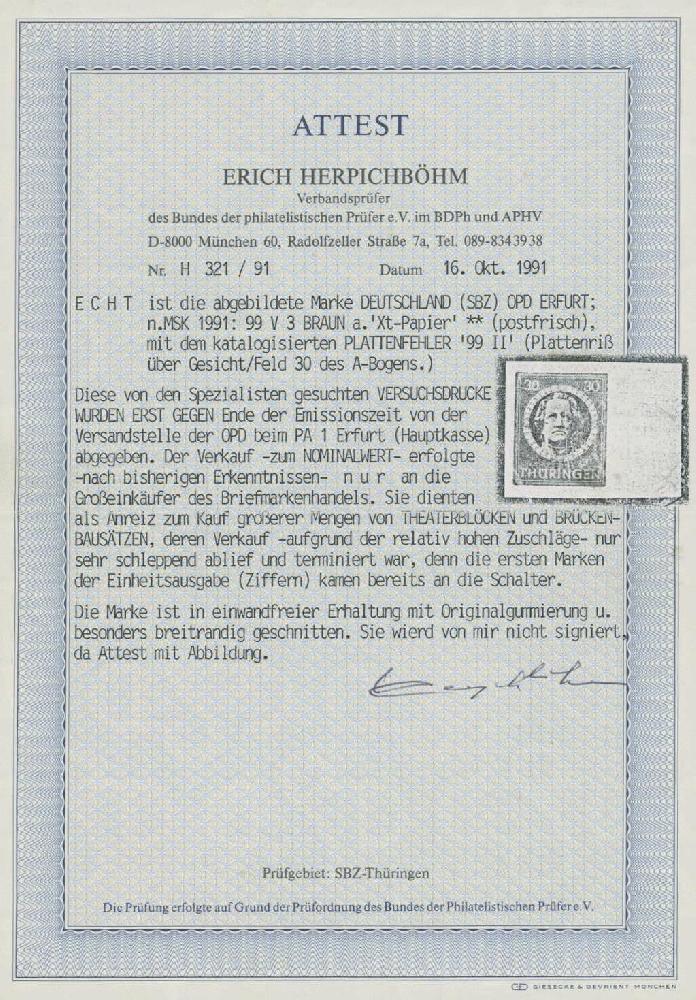 ATTEST
ERICH HERPICHBÖHM
Verbandsprüfer
des Bundes der philatelistischen Prüfer e.V. im BDPh und APHV
D-8000 München 60, Radolfzeller Straße 7a, Tel. 089-8343938
Nr. H 321 / 91 Datum 16. Okt. 1991
E C H T ist die abgebildete Marke DEUTSCHLAND (SBZ) OPD ERFURT;
n.MSK 1991: 99 V 3 BRAUN a.'Xt-Papier' ** (postfrisch),
mit dem katalogisierten PLATTENFEHLER '99 II' (Plattenriß
über Gesicht/Feld 30 des A-Bogens.)
Diese von den Spezialisten gesuchten VERSUCHSDRUCKE
WURDEN ERST GEGEN Ende der Emissionszeit von der
Versandstelle der OPD beim PA 1 Erfurt (Hauptkasse)
abgegeben. Der Verkauf -zum NOMINALWERT- erfolgte
-nach bisherigen Erkenntnissen- n u r an die
Großeinkäufer des Briefmarkenhandels. Sie dienten
als Anreiz zum Kauf größerer Mengen von THEATERBLÖCKEN und BRÜCKEN-
BAUSÄTZEN, deren Verkauf -aufgrund der relativ hohen Zuschläge- nur
sehr schleppend ablief und terminiert war, denn die ersten Marken
der Einheitsausgabe (Ziffern) kamen bereits an die Schalter.
Die Marke ist in einwandfreier Erhaltung mit Originalgummierung u.
besonders breitrandig geschnitten. Sie wierd von mir nicht signiert,
da Attest mit Abbildung.
30 30
THÜRINGEN
Prüfgebiet: SBZ-Thüringen
Die Prüfung erfolgte auf Grund der Prüfordnung des Bundes der Philatelistischen Prüfer e.V.
GIESECKE & DEVRIENT MÜNCHEN